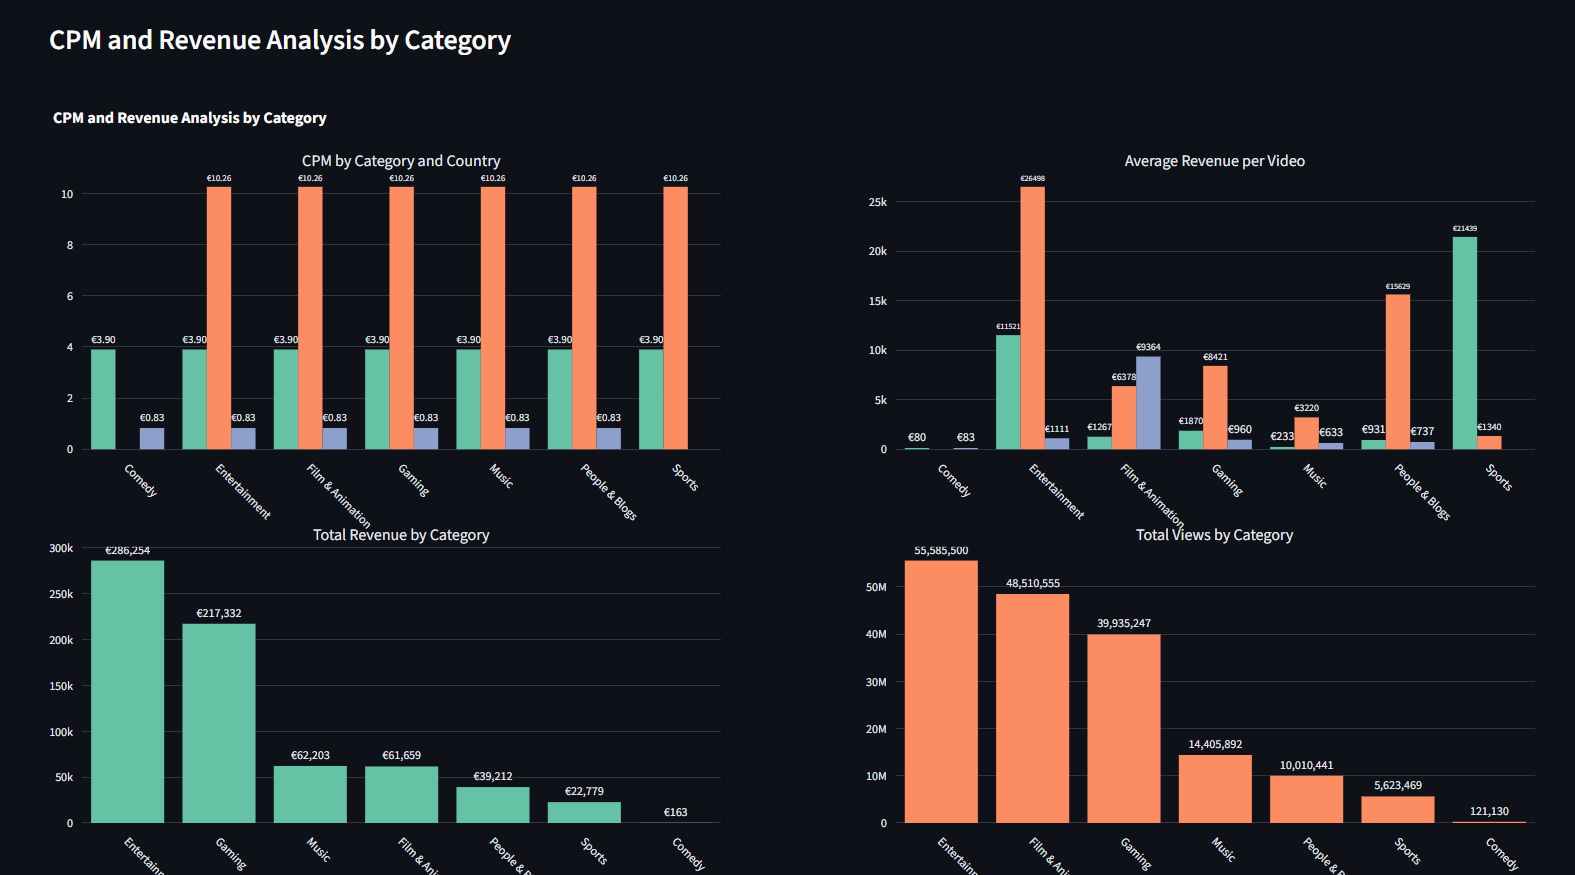 CPM and Revenue Analysis by Category
CPM and Revenue Analysis by Category
CPM by Category and Country
10
8
6
4
2
0
€3.90
€0.83
€3.90
€10.26
€0.83
€3.90
€10.26
€0.83
€3.90
€10.26
€0.83
€3.90
€10.26
€0.83
€3.90
€10.26
€0.83
€3.90
€10.26
Comedy
Entertainment
Film & Animation
Gaming
Music
People & Blogs
Sports
Average Revenue per Video
25k
20k
15k
10k
5k
0
€80
€83
€11521
€26498
€1111
€1267
€6378
€9364
€1870
€8421
€960
€233
€3220
€633
€931
€15629
€737
€21439
€1340
Comedy
Entertainment
Film & Animation
Gaming
Music
People & Blogs
Sports
Total Revenue by Category
300k
250k
200k
150k
100k
50k
0
€286,254
€217,332
€62,203
€61,659
€39,212
€22,779
€163
Entertain
Gaming
Music
Film & Ani
People & B
Sports
Comedy
Total Views by Category
50M
40M
30M
20M
10M
0
55,585,500
48,510,555
39,935,247
14,405,892
10,010,441
5,623,469
121,130
Entertain
Film & Ani
Gaming
Music
People & B
Sports
Comedy